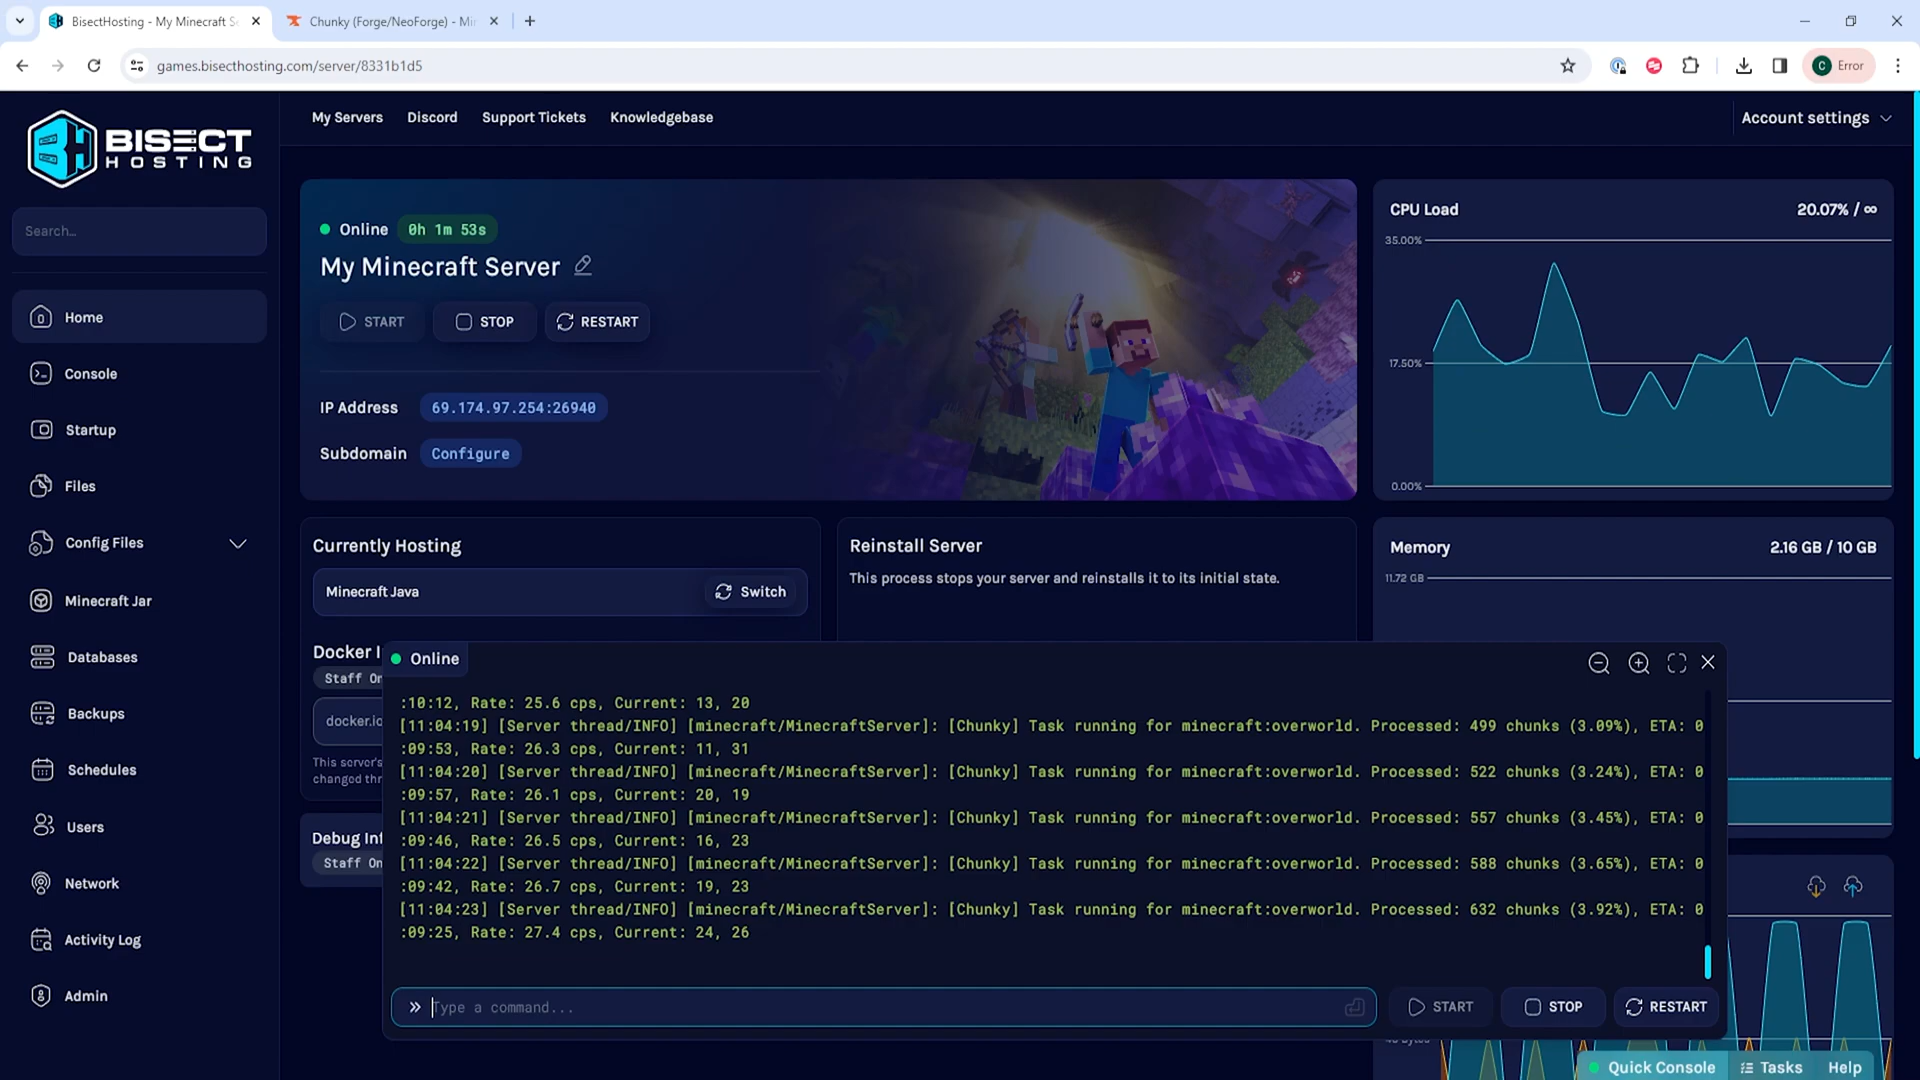 BisectHosting - My Minecraft S
Chunky (Forge/NeoForge) - Mi
games.bisecthosting.com/server/8331b1d5
C Error
BISECT
HOSTING
My Servers Discord Support Tickets Knowledgebase
Account settings
Search...
Home
Console
Startup
Files
Config Files
Minecraft Jar
Databases
Backups
Schedules
Users
Network
Activity Log
Admin
Online 0h 1m 53s
My Minecraft Server
START STOP RESTART
IP Address 69.174.97.254:26940
Subdomain Configure
CPU Load 20.07% / ∞
35.00%
17.50%
0.00%
Currently Hosting
Minecraft Java Switch
Reinstall Server
This process stops your server and reinstalls it to its initial state.
Memory 2.16 GB / 10 GB
11.72 GB
Docker I
Staff On
docker.io
This server's
changed thr
Debug Inf
Staff On
Online
:10:12, Rate: 25.6 cps, Current: 13, 20
[11:04:19] [Server thread/INFO] [minecraft/MinecraftServer]: [Chunky] Task running for minecraft:overworld. Processed: 499 chunks (3.09%), ETA: 0
:09:53, Rate: 26.3 cps, Current: 11, 31
[11:04:20] [Server thread/INFO] [minecraft/MinecraftServer]: [Chunky] Task running for minecraft:overworld. Processed: 522 chunks (3.24%), ETA: 0
:09:57, Rate: 26.1 cps, Current: 20, 19
[11:04:21] [Server thread/INFO] [minecraft/MinecraftServer]: [Chunky] Task running for minecraft:overworld. Processed: 557 chunks (3.45%), ETA: 0
:09:46, Rate: 26.5 cps, Current: 16, 23
[11:04:22] [Server thread/INFO] [minecraft/MinecraftServer]: [Chunky] Task running for minecraft:overworld. Processed: 588 chunks (3.65%), ETA: 0
:09:42, Rate: 26.7 cps, Current: 19, 23
[11:04:23] [Server thread/INFO] [minecraft/MinecraftServer]: [Chunky] Task running for minecraft:overworld. Processed: 632 chunks (3.92%), ETA: 0
:09:25, Rate: 27.4 cps, Current: 24, 26
» Type a command...
START STOP RESTART
Quick Console Tasks Help